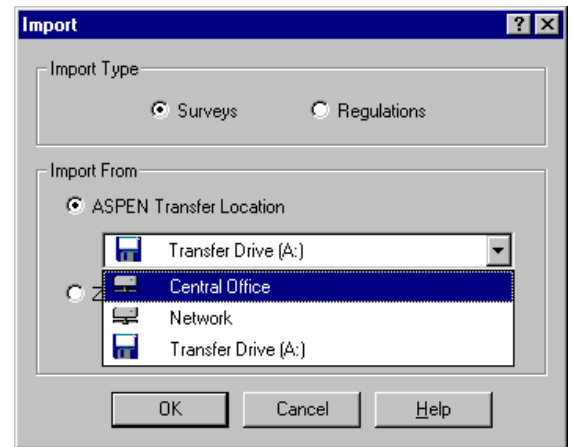 Import
Import Type
Surveys Regulations
Import From
ASPEN Transfer Location
Transfer Drive (A:)
Central Office
Network
Transfer Drive (A:)
OK Cancel Help